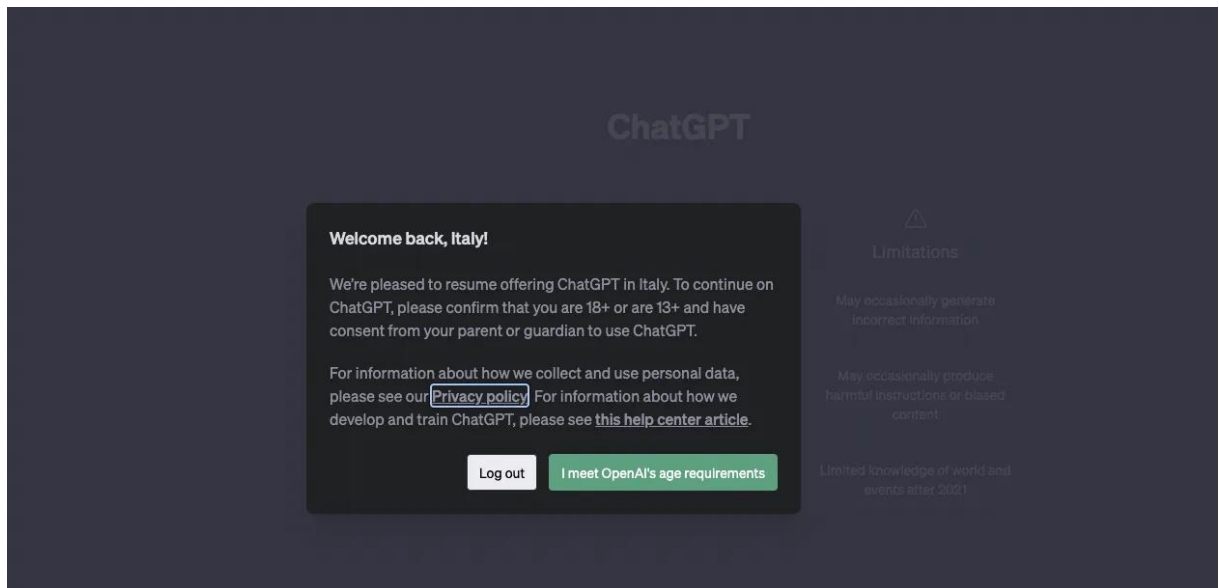 ChatGPT
Welcome back, Italy!
We're pleased to resume offering ChatGPT in Italy. To continue on
ChatGPT, please confirm that you are 18+ or are 13+ and have
consent from your parent or guardian to use ChatGPT.
For information about how we collect and use personal data,
please see our Privacy policy. For information about how we
develop and train ChatGPT, please see this help center article.
Log out
I meet OpenAI's age requirements
Limitations
May occasionally generate
incorrect information
May occasionally produce
harmful instructions or biased
content
Limited knowledge of world and
events after 2021